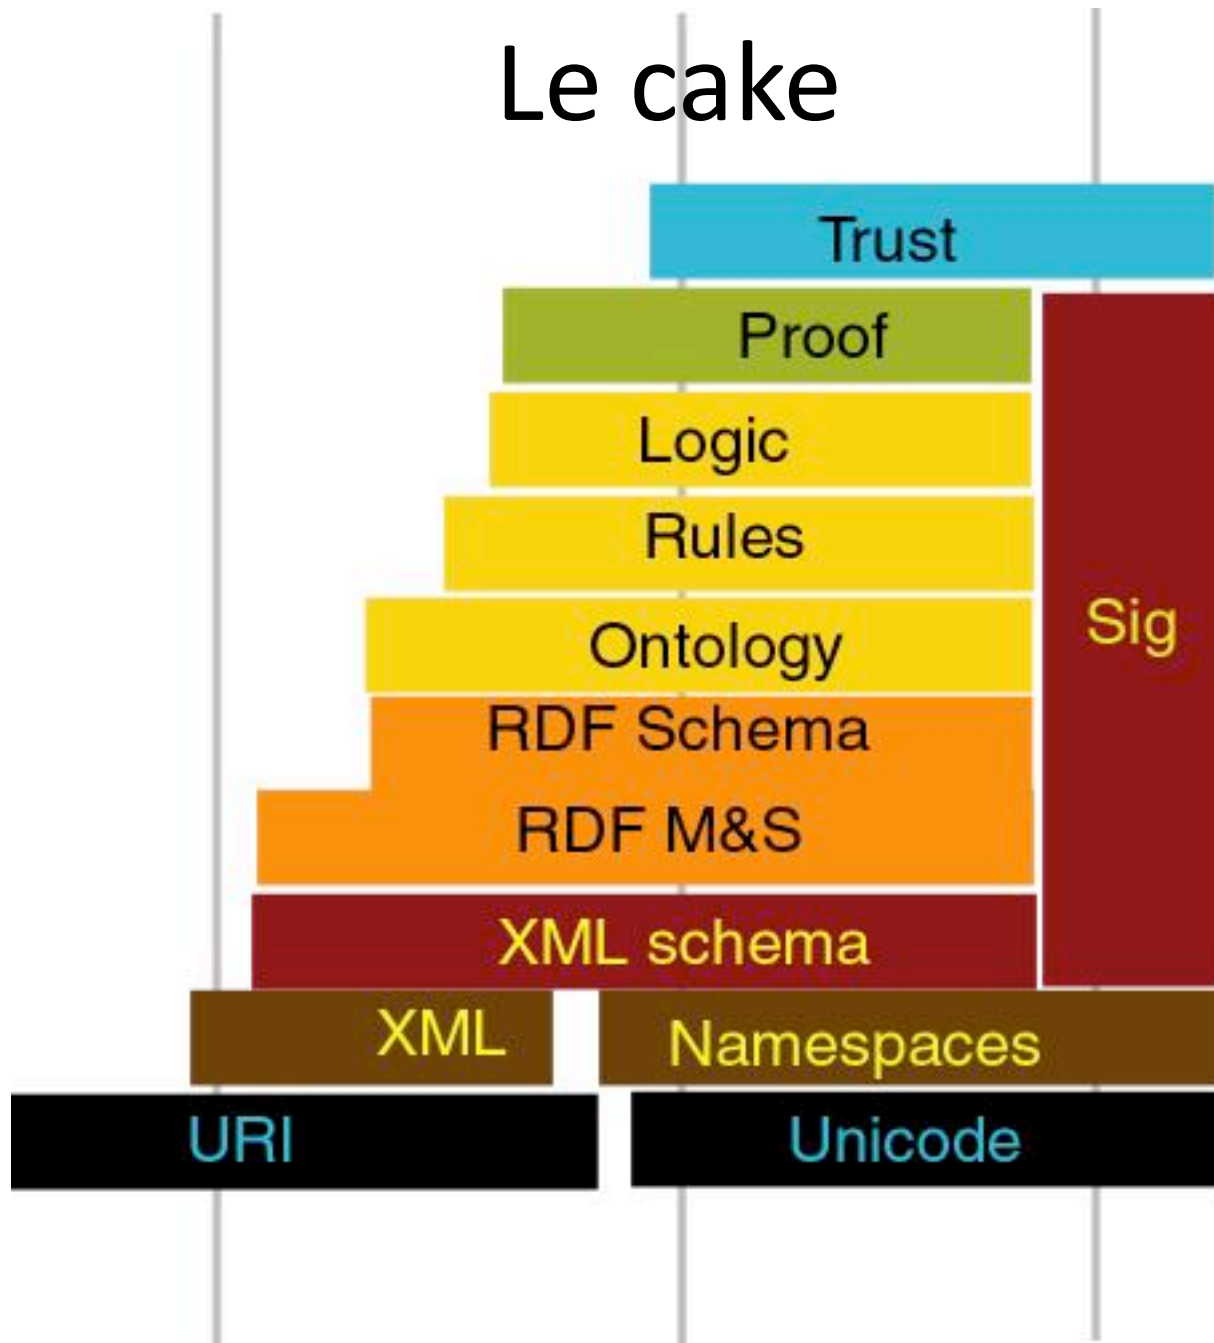 Le cake
Trust
Proof
Logic
Rules
Ontology
Sig
RDF Schema
RDF M&S
XML schema
XML
Namespaces
URI
Unicode